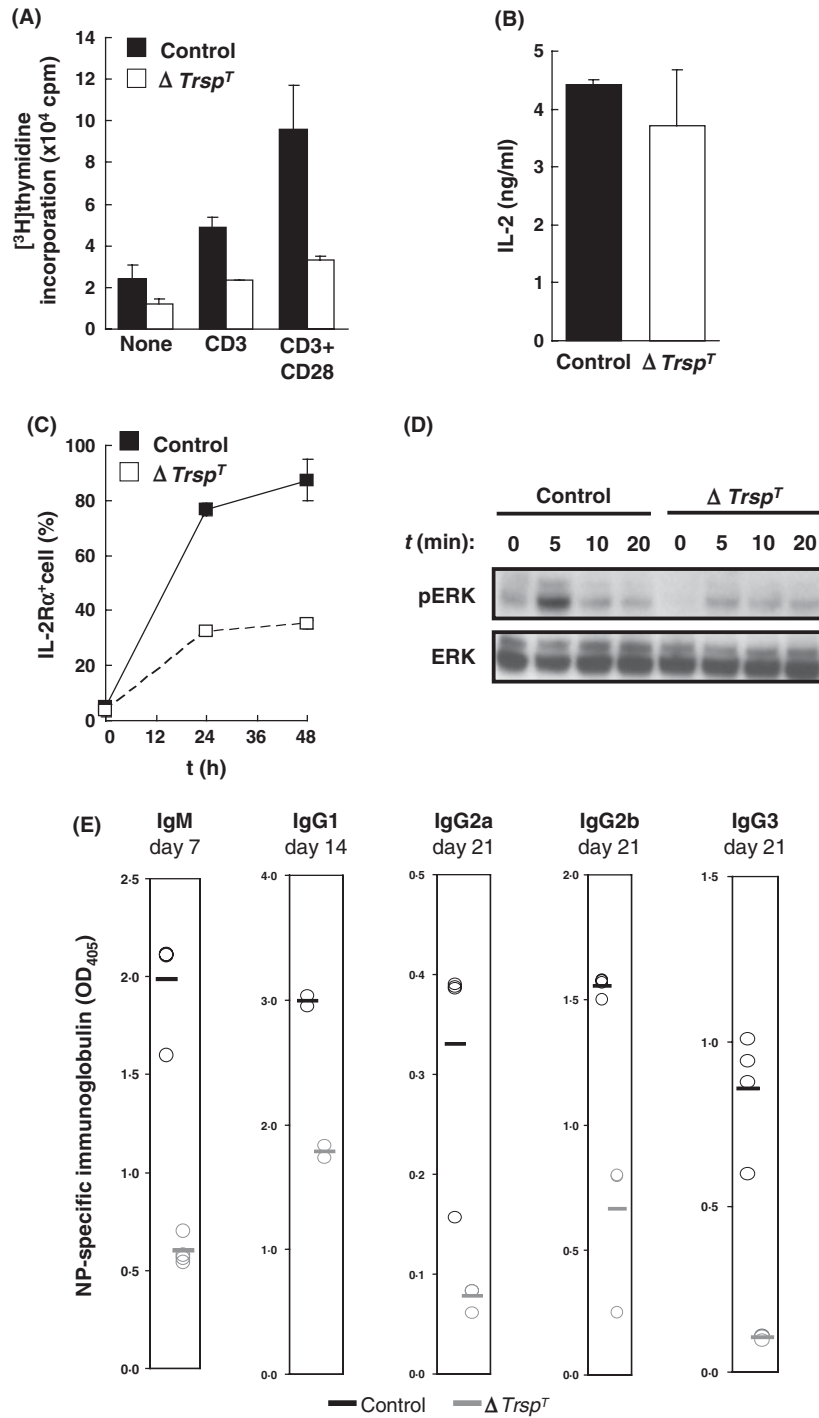 (A)
Control
Δ Trspᵀ
[³H]thymidine
incorporation (x10⁴ cpm)
14
12
10
8
6
4
2
0
None
CD3
CD3+
CD28
(B)
IL-2 (ng/ml)
5
4
3
2
1
0
Control
Δ Trspᵀ
(C)
Control
Δ Trspᵀ
IL-2Rα⁺cell (%)
100
80
60
40
20
0
0 12 24 36 48
t (h)
(D)
Control
Δ Trspᵀ
t (min): 0 5 10 20 0 5 10 20
pERK
ERK
(E)
NP-specific immunoglobulin (OD₄₀₅)
IgM
day 7
2·5
2·0
1·5
1·0
0·5
0·0
IgG1
day 14
4·0
3·0
2·0
1·0
0·0
IgG2a
day 21
0·5
0·4
0·3
0·2
0·1
0·0
IgG2b
day 21
2·0
1·5
1·0
0·5
0·0
IgG3
day 21
1·5
1·0
0·5
0·0
Control
Δ Trspᵀ